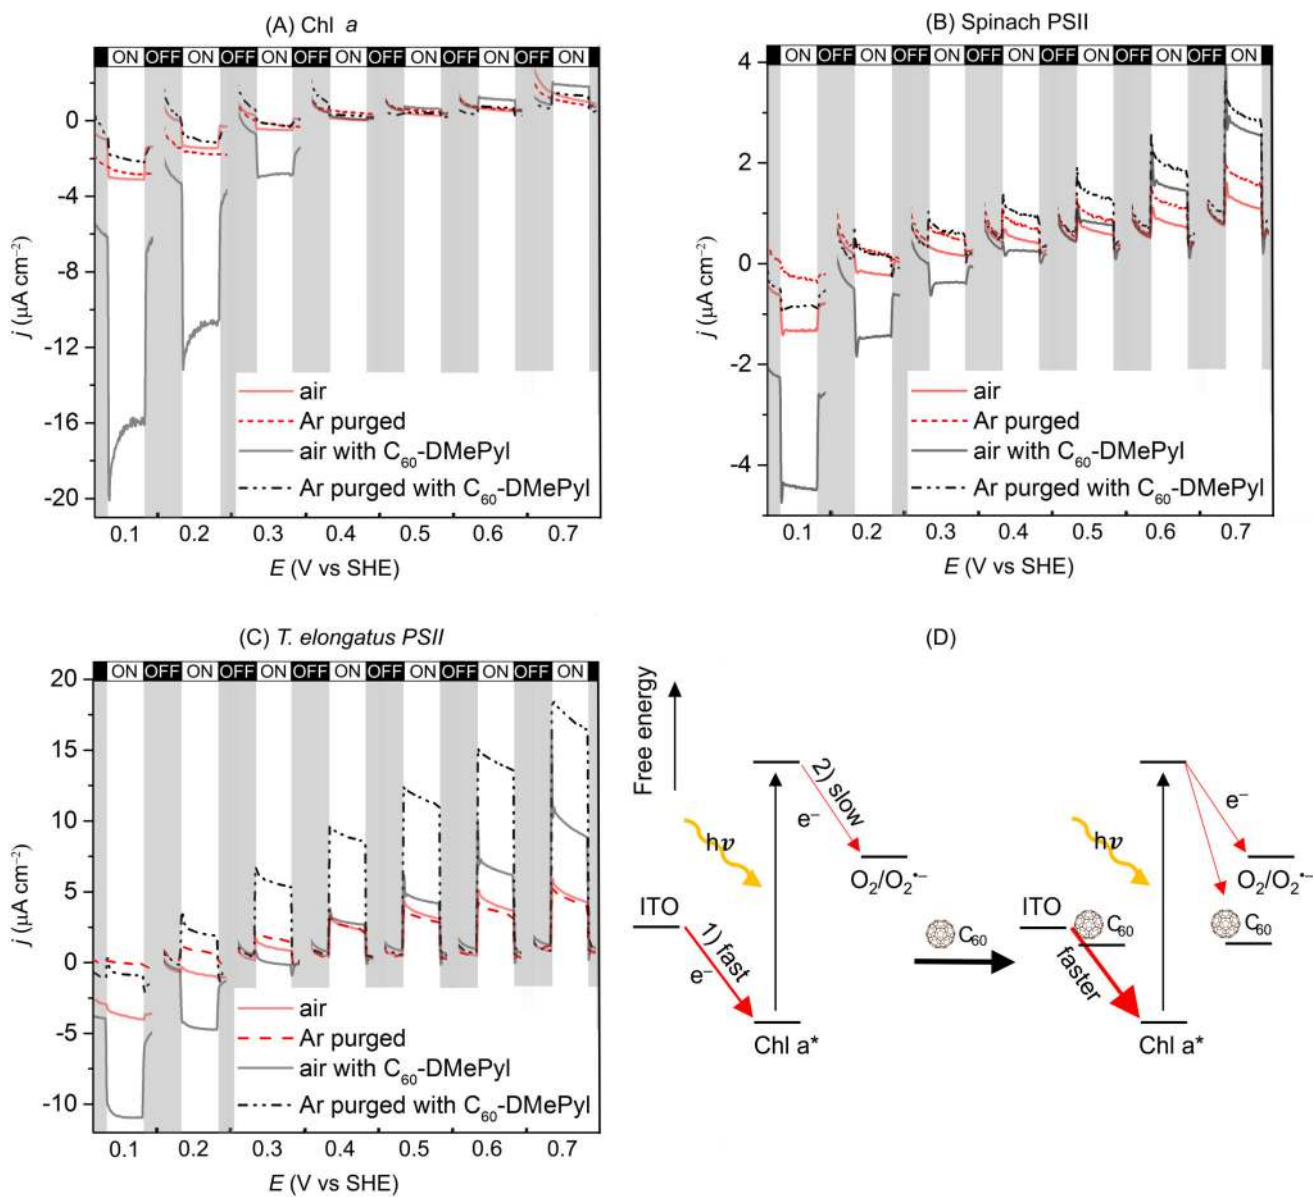 (A) Chl a
ON OFF ON OFF ON OFF ON OFF ON OFF ON OFF ON
0
-4
-8
-12
-16
-20
j (μA cm⁻²)
air
Ar purged
air with C₆₀-DMePyl
Ar purged with C₆₀-DMePyl
0.1 0.2 0.3 0.4 0.5 0.6 0.7
E (V vs SHE)
(B) Spinach PSII
ON OFF ON OFF ON OFF ON OFF ON OFF ON OFF ON
4
2
0
-2
-4
j (μA cm⁻²)
air
Ar purged
air with C₆₀-DMePyl
Ar purged with C₆₀-DMePyl
0.1 0.2 0.3 0.4 0.5 0.6 0.7
E (V vs SHE)
(C) T. elongatus PSII
ON OFF ON OFF ON OFF ON OFF ON OFF ON OFF ON
20
15
10
5
0
-5
-10
j (μA cm⁻²)
air
Ar purged
air with C₆₀-DMePyl
Ar purged with C₆₀-DMePyl
0.1 0.2 0.3 0.4 0.5 0.6 0.7
E (V vs SHE)
(D)
Free energy
hν
2) slow
e⁻
O₂/O₂•⁻
ITO
1) fast
e⁻
Chl a*
C₆₀
hν
e⁻
O₂/O₂•⁻
ITO
C₆₀
C₆₀
faster
Chl a*